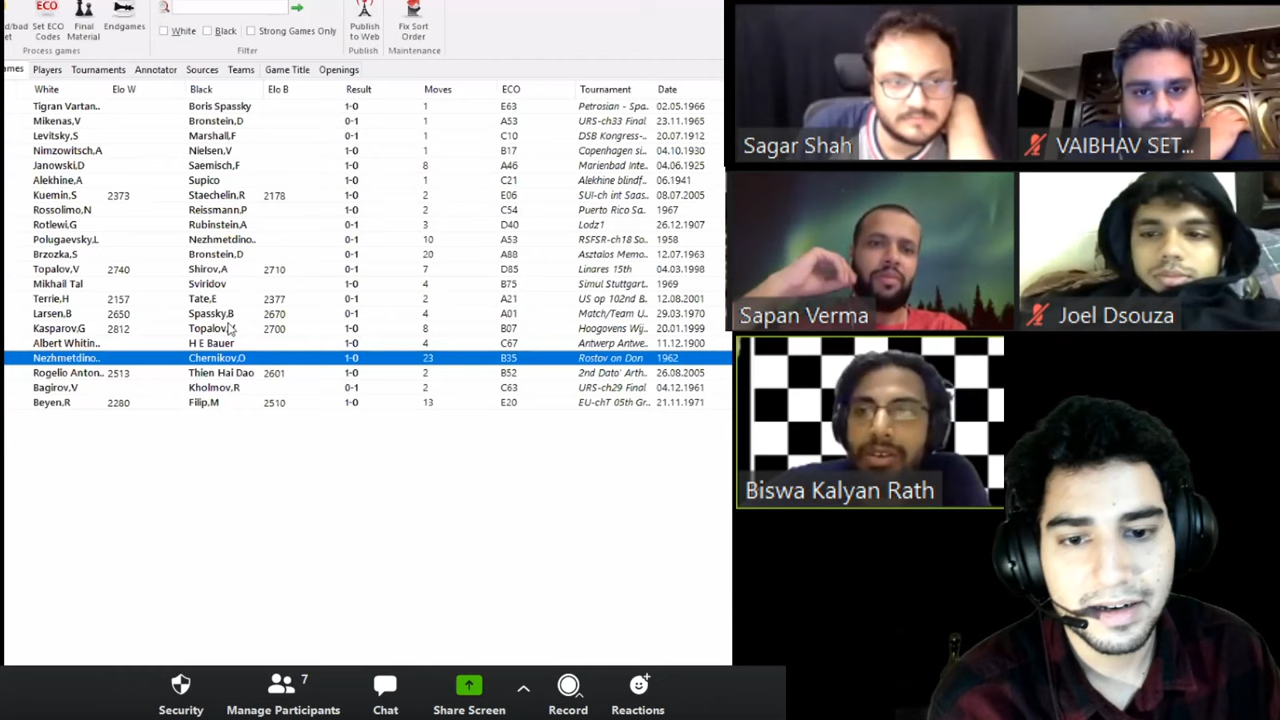 d/bad Set ECO Final Endgames
et Codes Material
Process games
White Black Strong Games Only
Filter
Publish to Web
Publish
Fix Sort Order
Maintenance
ames Players Tournaments Annotator Sources Teams Game Title Openings
White Elo W Black Elo B Result Moves ECO Tournament Date
Tigran Vartan.. Boris Spassky 1-0 1 E63 Petrosian - Spa.. 02.05.1966
Mikenas,V Bronstein,D 0-1 1 A53 URS-ch33 Final 23.11.1965
Levitsky,S Marshall,F 0-1 1 C10 DSB Kongress-.. 20.07.1912
Nimzowitsch,A Nielsen,V 1-0 1 B17 Copenhagen si.. 04.10.1930
Janowski,D Saemisch,F 1-0 8 A46 Marienbad Inte.. 04.06.1925
Alekhine,A Supico 1-0 1 C21 Alekhine blindf.. 06.1941
Kuemin,S 2373 Staechelin,R 2178 1-0 2 E06 SUI-ch int Saas.. 08.07.2005
Rossolimo,N Reissmann,P 1-0 2 C54 Puerto Rico Sa.. 1967
Rotlewi,G Rubinstein,A 0-1 3 D40 Lodz1 26.12.1907
Polugaevsky,L Nezhmetdino.. 0-1 10 A53 RSFSR-ch18 So.. 1958
Brzozka,S Bronstein,D 0-1 20 A88 Asztalos Memo.. 12.07.1963
Topalov,V 2740 Shirov,A 2710 0-1 7 D85 Linares 15th 04.03.1998
Mikhail Tal Sviridov 1-0 4 B75 Simul Stuttgart.. 1969
Terrie,H 2157 Tate,E 2377 0-1 2 A21 US op 102nd B.. 12.08.2001
Larsen,B 2650 Spassky,B 2670 0-1 4 A01 Match/Team U.. 29.03.1970
Kasparov,G 2812 Topalov 2700 1-0 8 B07 Hoogovens Wij.. 20.01.1999
Albert Whitin.. H E Bauer 1-0 4 C67 Antwerp Antwe.. 11.12.1900
Nezhmetdino.. Chernikov,O 1-0 23 B35 Rostov on Don 1962
Rogelio Anton.. 2513 Thien Hai Dao 2601 1-0 2 B52 2nd Dato' Arth.. 26.08.2005
Bagirov,V Kholmov,R 0-1 2 C63 URS-ch29 Final 04.12.1961
Beyen,R 2280 Filip,M 2510 1-0 13 E20 EU-chT 05th Gr.. 21.11.1971
Sagar Shah
VAIBHAV SET...
Sapan Verma
Joel Dsouza
Biswa Kalyan Rath
7
Security Manage Participants Chat Share Screen Record Reactions